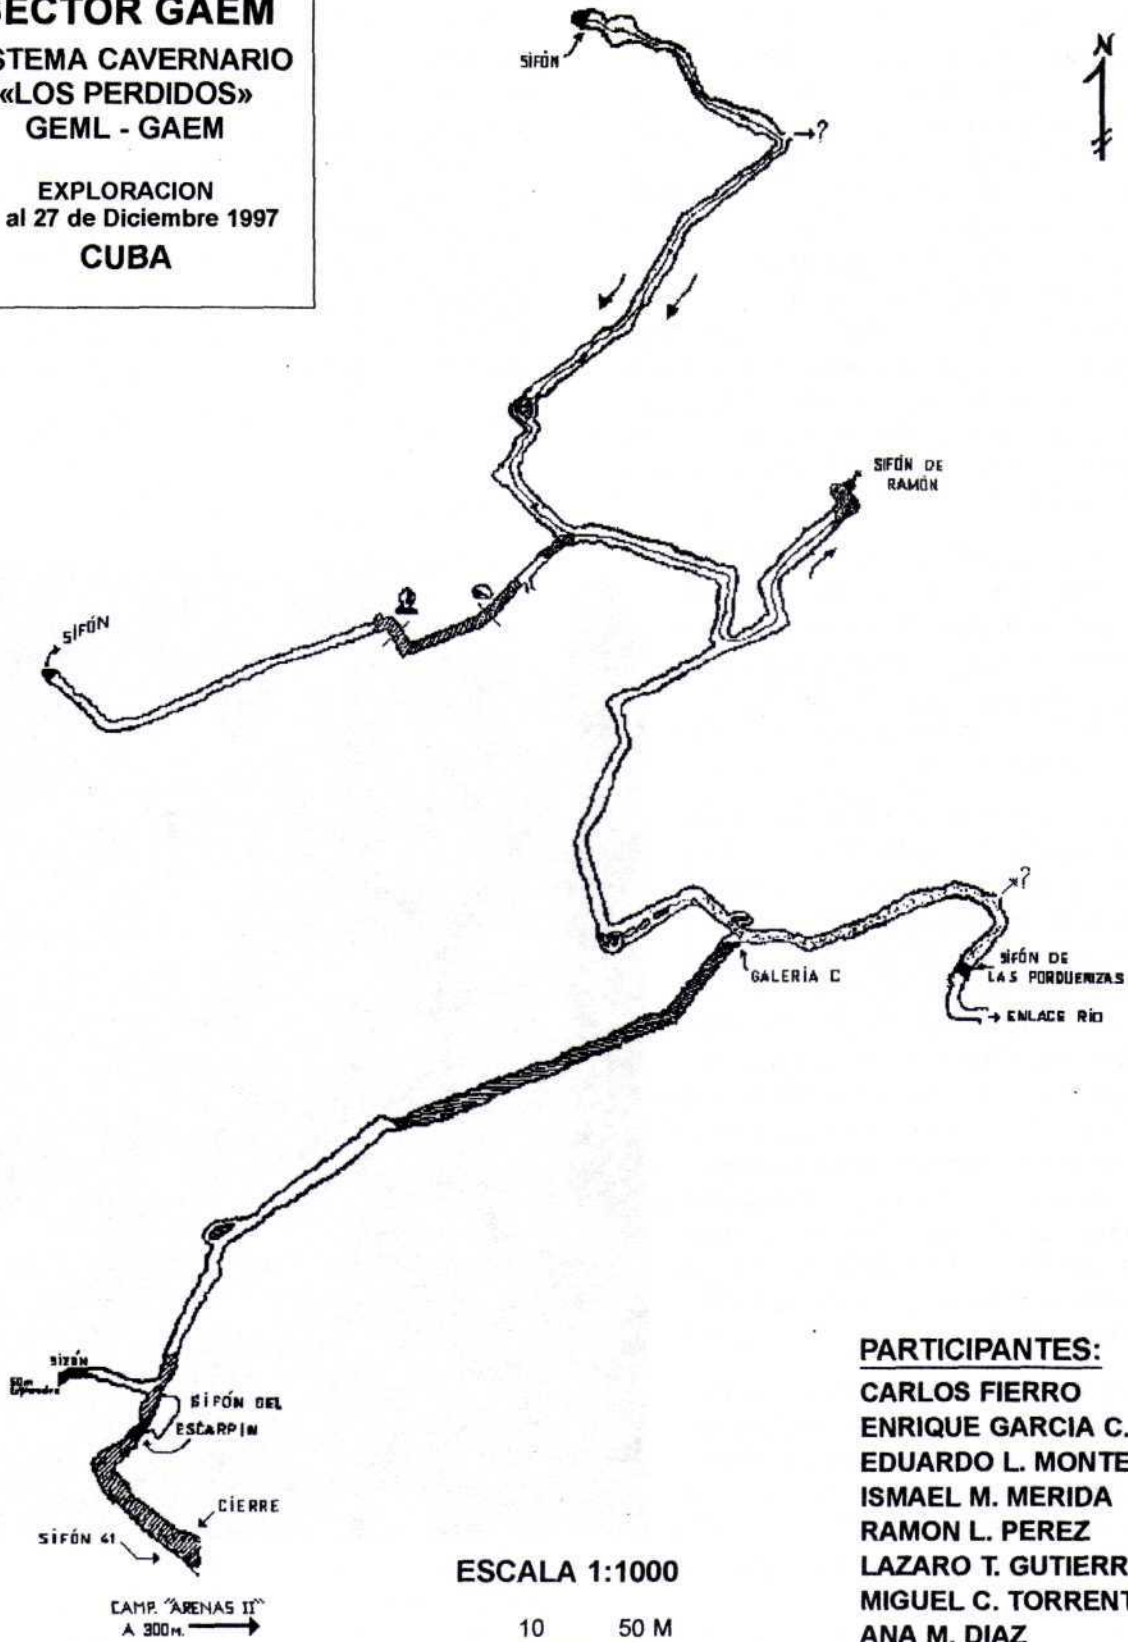 SECTOR GAEM
STEMA CAVERNARIO
«LOS PERDIDOS»
GEML - GAEM
EXPLORACION
al 27 de Diciembre 1997
CUBA
SIFÓN
N
→?
SIFÓN DE
RAMÓN
SIFÓN
?
GALERÍA C
SIFÓN DE
LAS PORDUENIZAS
→ ENLACE RÍO
50m
SIFÓN DEL
ESCARPIN
CIERRE
SIFÓN 41
CAMP. "ARENAS II"
A 300M.
ESCALA 1:1000
10 50 M
PARTICIPANTES:
CARLOS FIERRO
ENRIQUE GARCIA C.
EDUARDO L. MONTE
ISMAEL M. MERIDA
RAMON L. PEREZ
LAZARO T. GUTIERR
MIGUEL C. TORRENT
ANA M. DIAZ